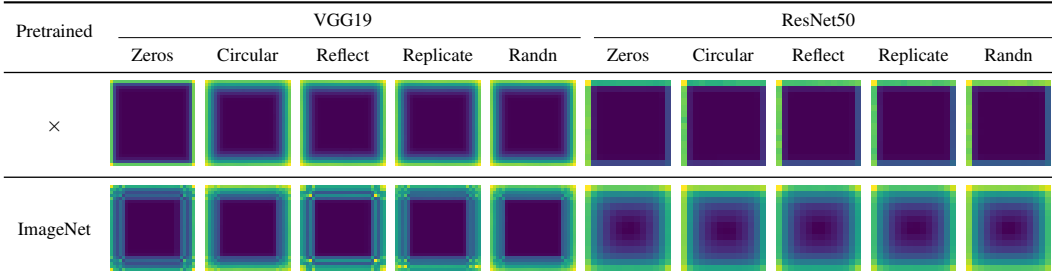 Pretrained VGG19 ResNet50
Zeros Circular Reflect Replicate Randn Zeros Circular Reflect Replicate Randn
×
ImageNet